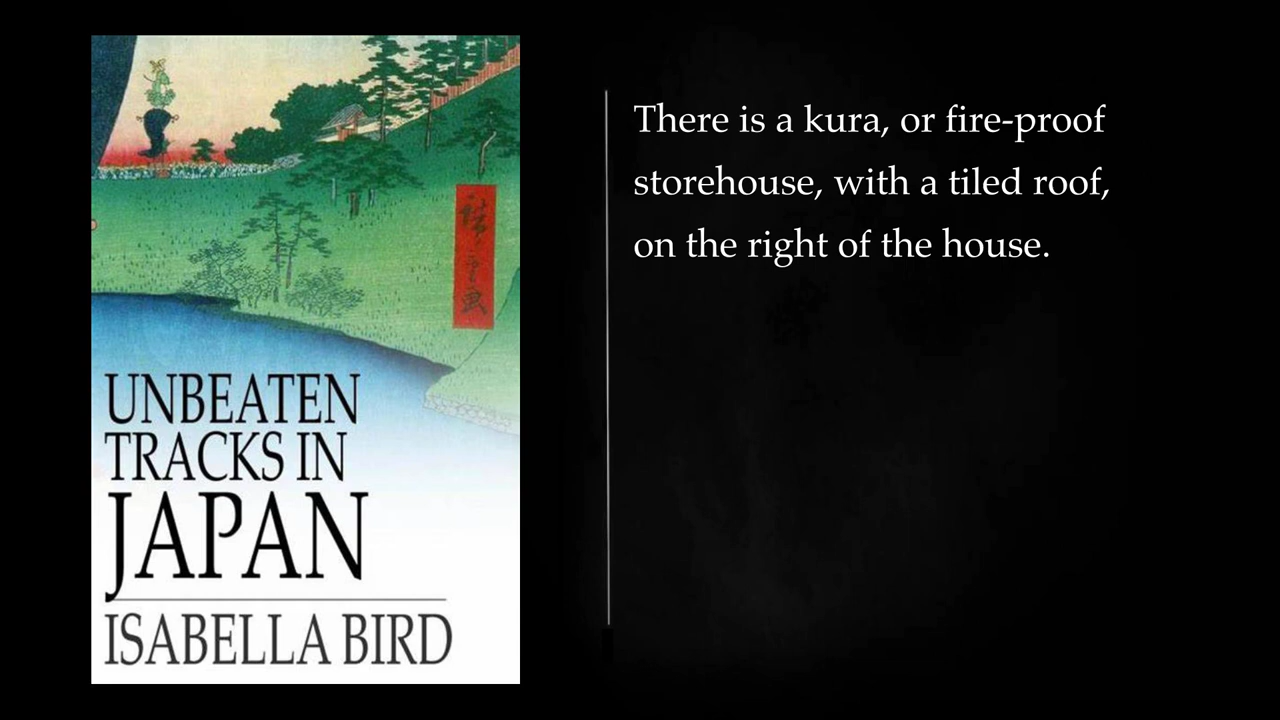 UNBEATEN
TRACKS IN
JAPAN
ISABELLA BIRD
There is a kura, or fire-proof
storehouse, with a tiled roof,
on the right of the house.